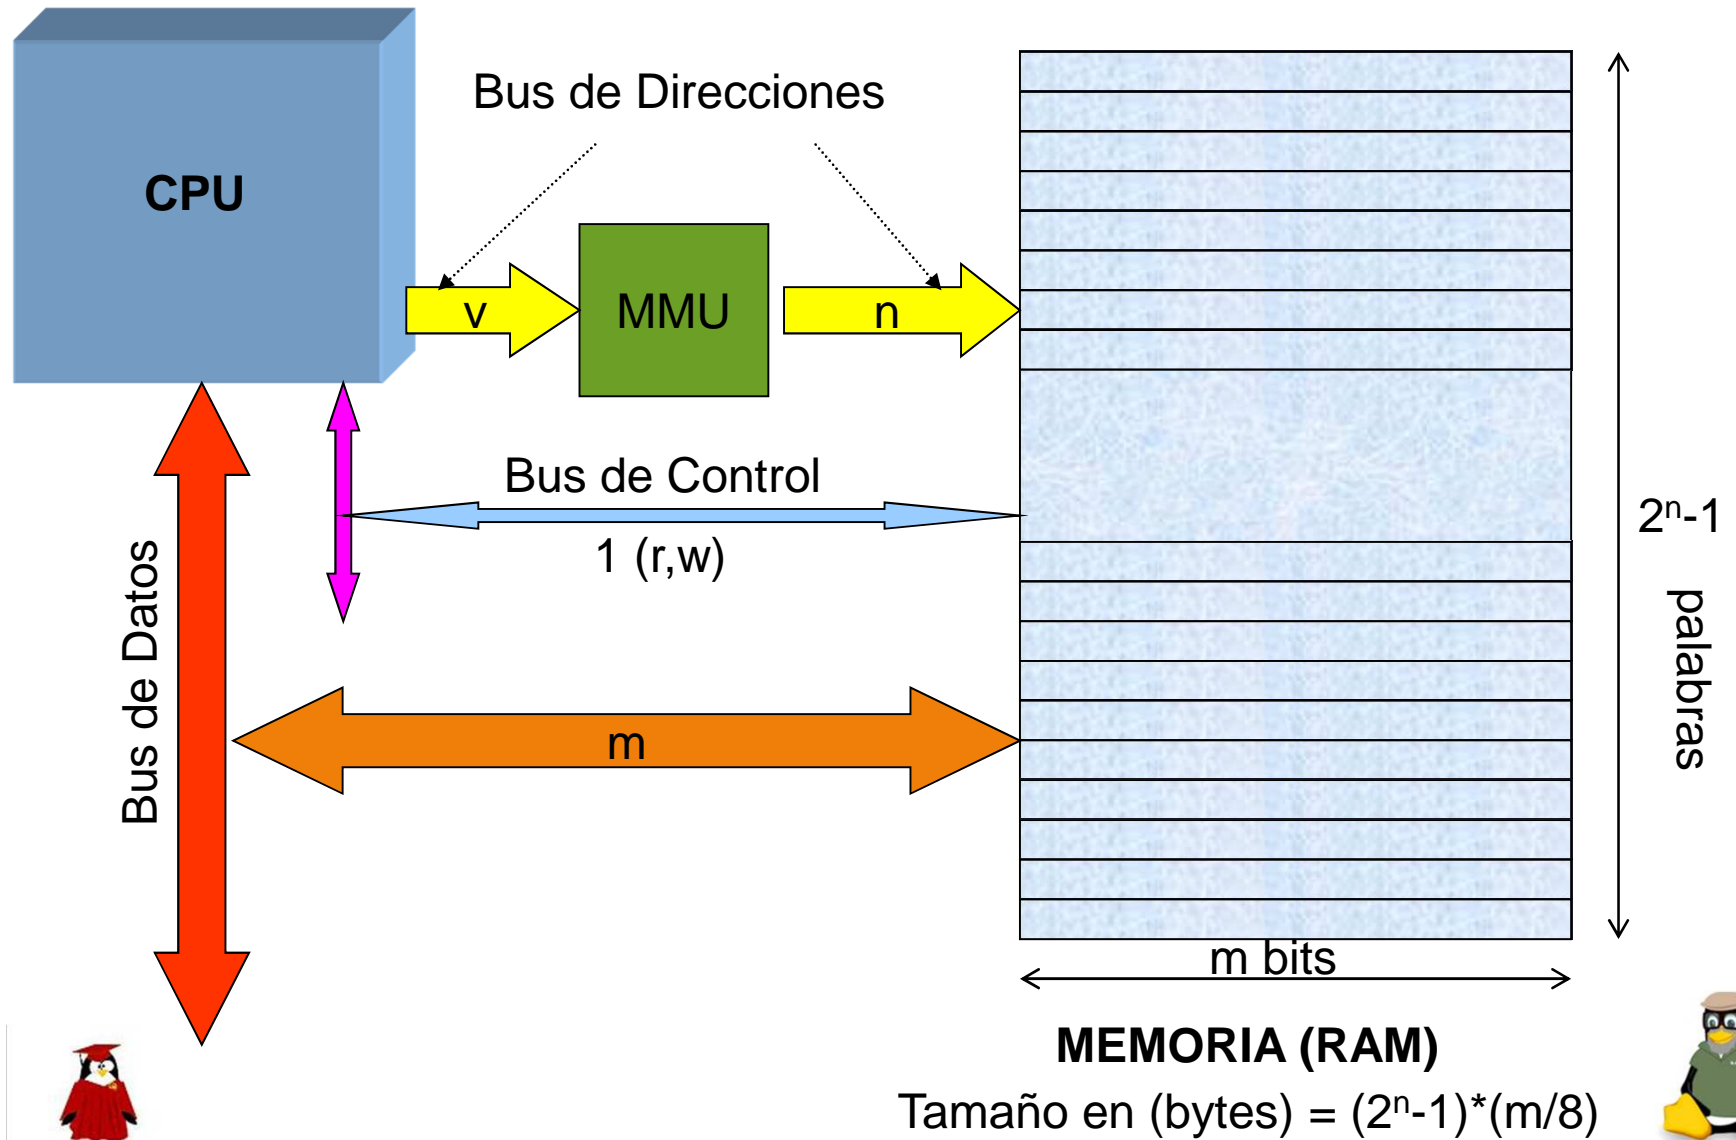 Bus de Direcciones
CPU
v
MMU
n
Bus de Control
1 (r,w)
Bus de Datos
m
2ⁿ-1
palabras
m bits
MEMORIA (RAM)
Tamaño en (bytes) = (2ⁿ-1)*(m/8)